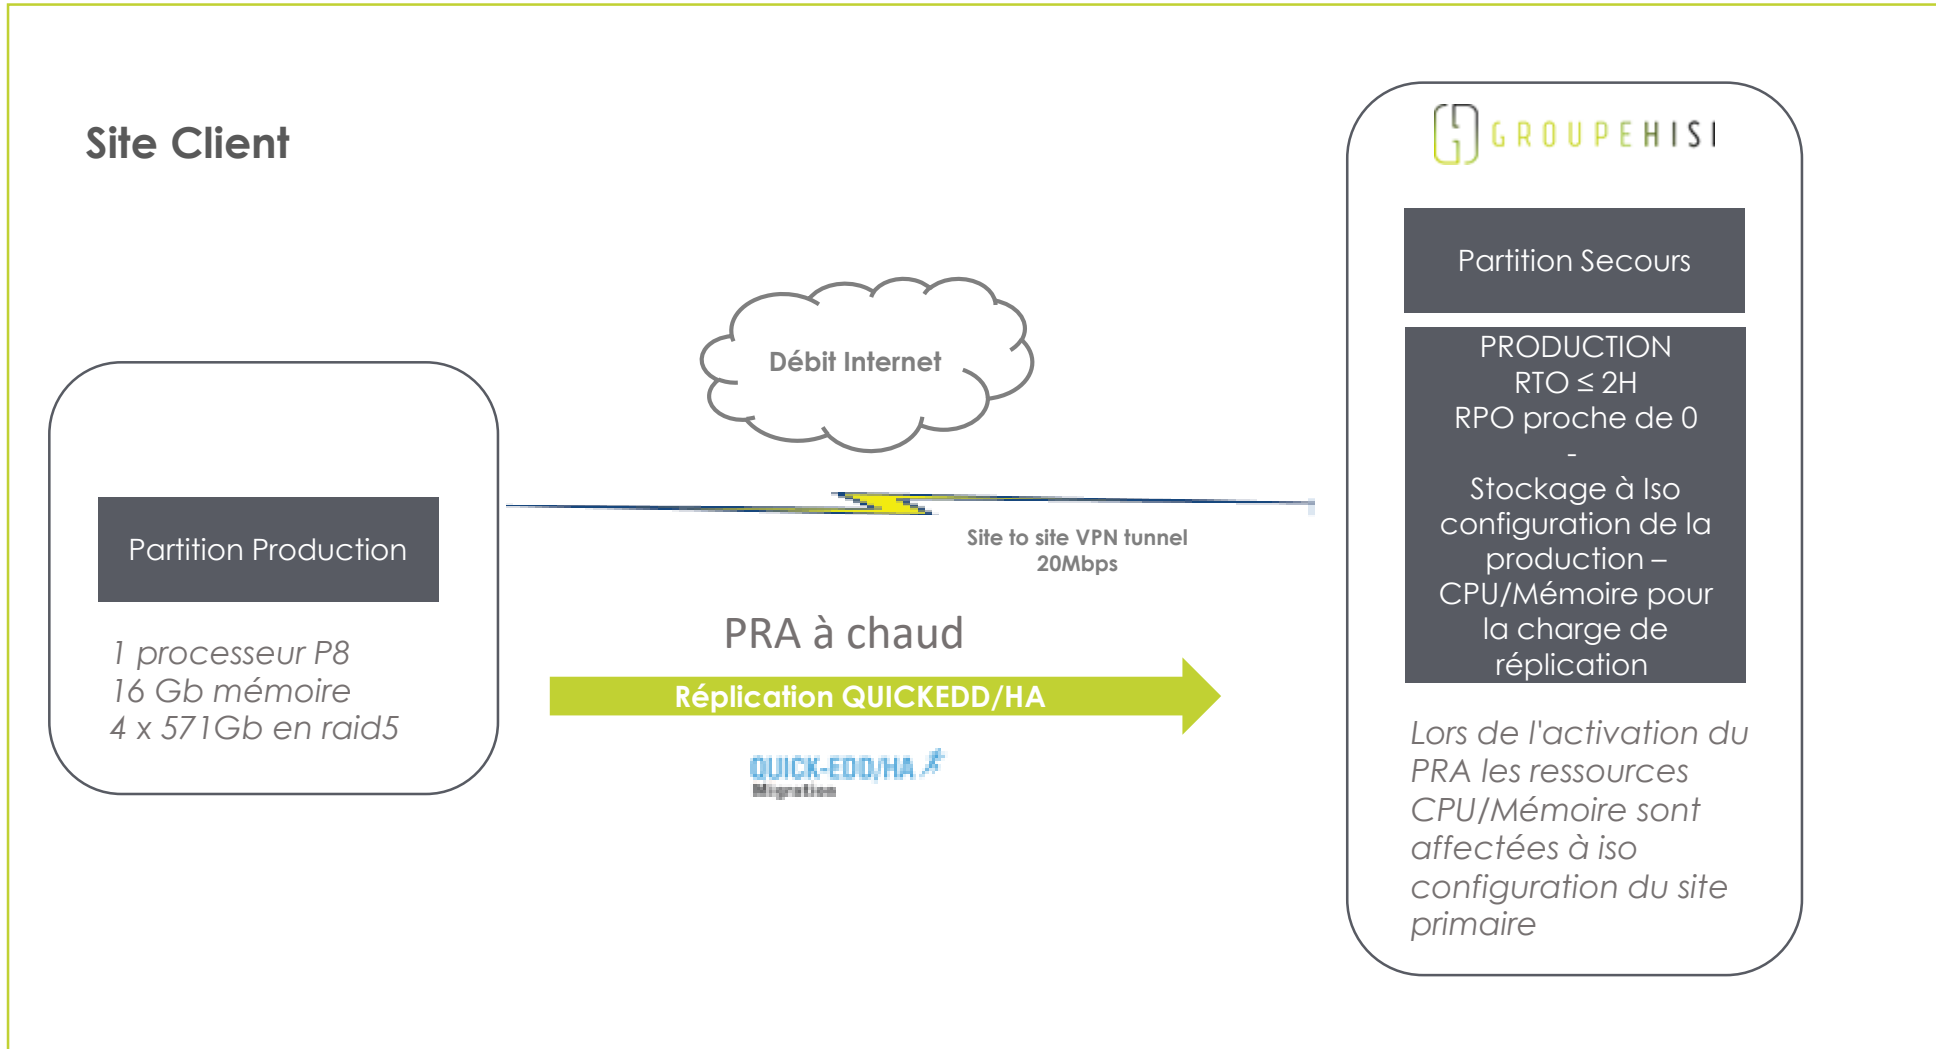 Site Client
Partition Production
1 processeur P8
16 Gb mémoire
4 x 571Gb en raid5
Débit Internet
Site to site VPN tunnel
20Mbps
PRA à chaud
Réplication QUICKEDD/HA
QUICK-EDD/HA
Migration
GROUPEHISI
Partition Secours
PRODUCTION
RTO ≤ 2H
RPO proche de 0
-
Stockage à Iso
configuration de la
production –
CPU/Mémoire pour
la charge de
réplication
Lors de l'activation du
PRA les ressources
CPU/Mémoire sont
affectées à iso
configuration du site
primaire